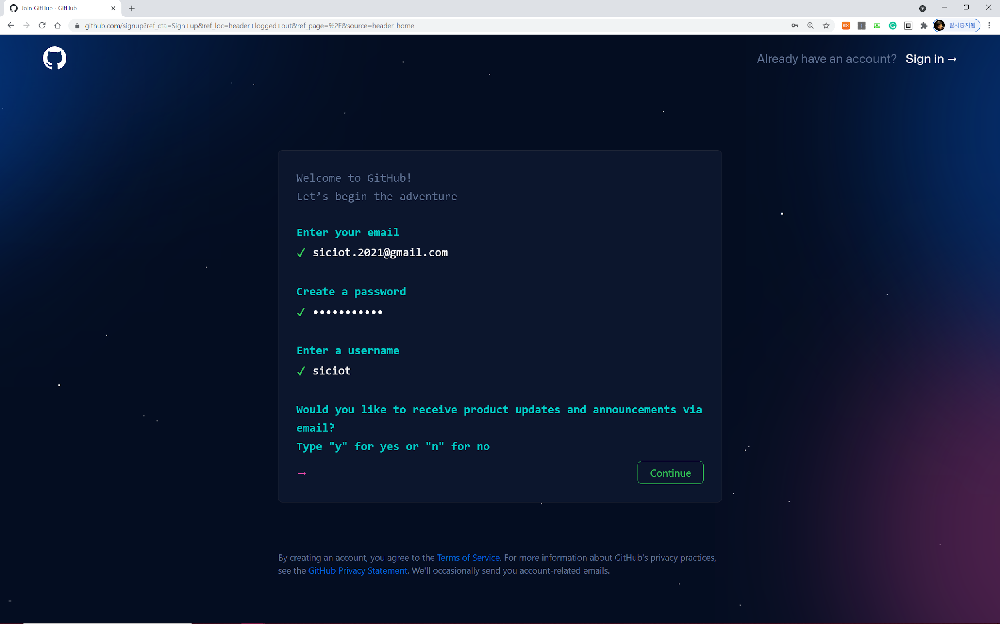 Join GitHub · GitHub
github.com/signup?ref_cta=Sign+up&ref_loc=header+logged+out&ref_page=%2F&source=header-home
EX
일시중지됨
Already have an account? Sign in →
Welcome to GitHub!
Let’s begin the adventure
Enter your email
✓ siciot.2021@gmail.com
Create a password
✓ •••••••••••
Enter a username
✓ siciot
Would you like to receive product updates and announcements via
email?
Type "y" for yes or "n" for no
→ Continue
By creating an account, you agree to the Terms of Service. For more information about GitHub's privacy practices,
see the GitHub Privacy Statement. We'll occasionally send you account-related emails.